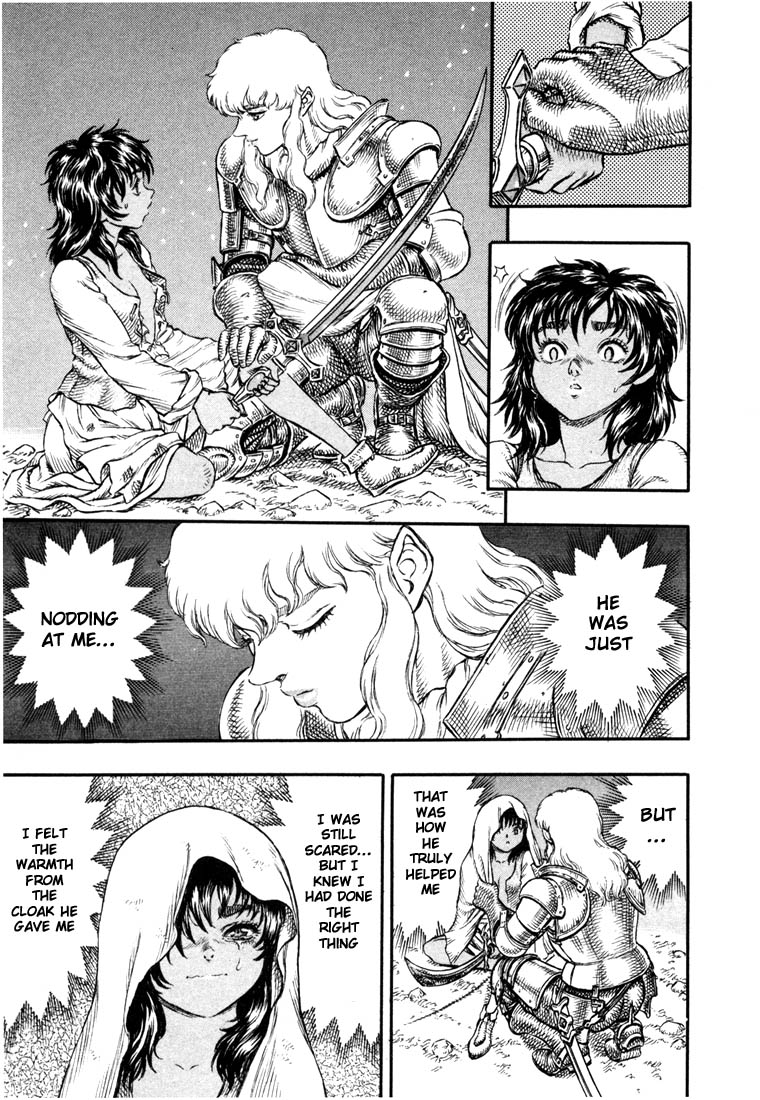 HE
WAS
JUST
NODDING
AT ME...
BUT
...
THAT
WAS
HOW
HE
TRULY
HELPED
ME
I WAS
STILL
SCARED...
BUT I
KNEW I
HAD DONE
THE
RIGHT
THING
I FELT
THE
WARMTH
FROM
THE
CLOAK HE
GAVE ME